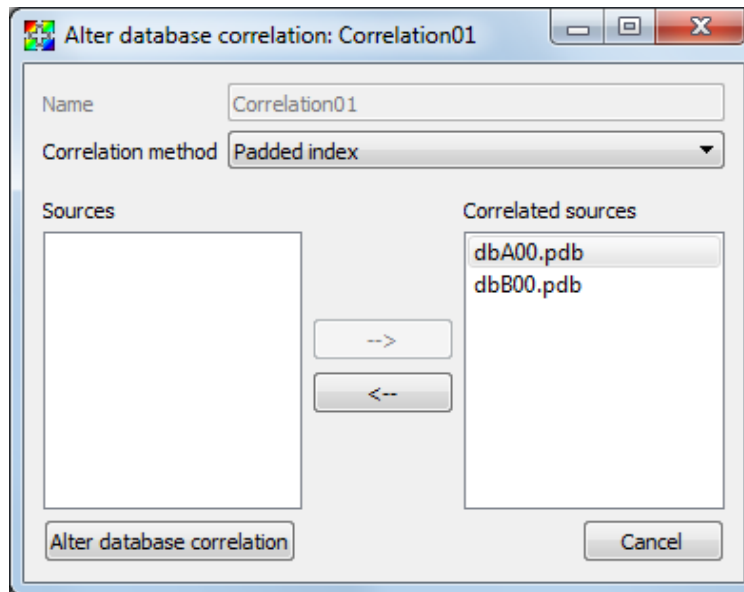 Alter database correlation: Correlation01
Name Correlation01
Correlation method Padded index
Sources
Correlated sources
dbA00.pdb
dbB00.pdb
-->
<--
Alter database correlation
Cancel